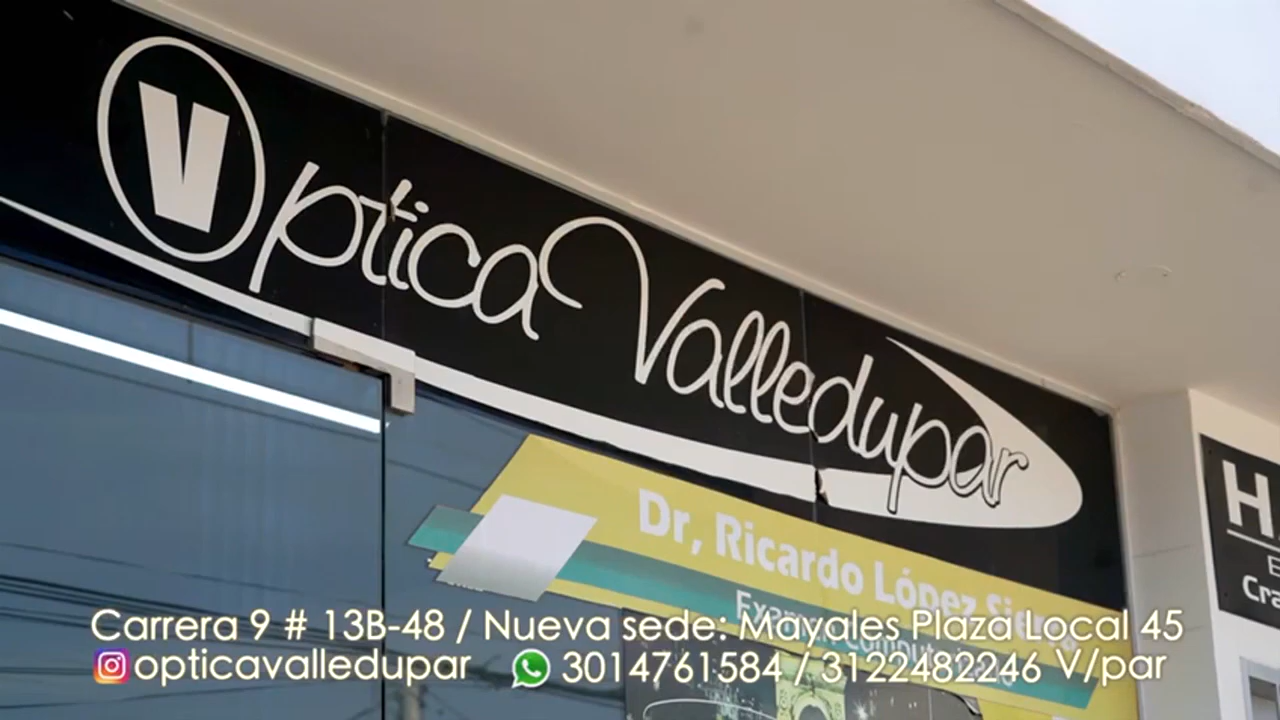 V
Optica Valledupar
Dr, Ricardo López
H
Cra
Carrera 9 # 13B-48 / Nueva sede: Mayales Plaza Local 45
opticavalledupar 3014761584 / 3122482246 V/par